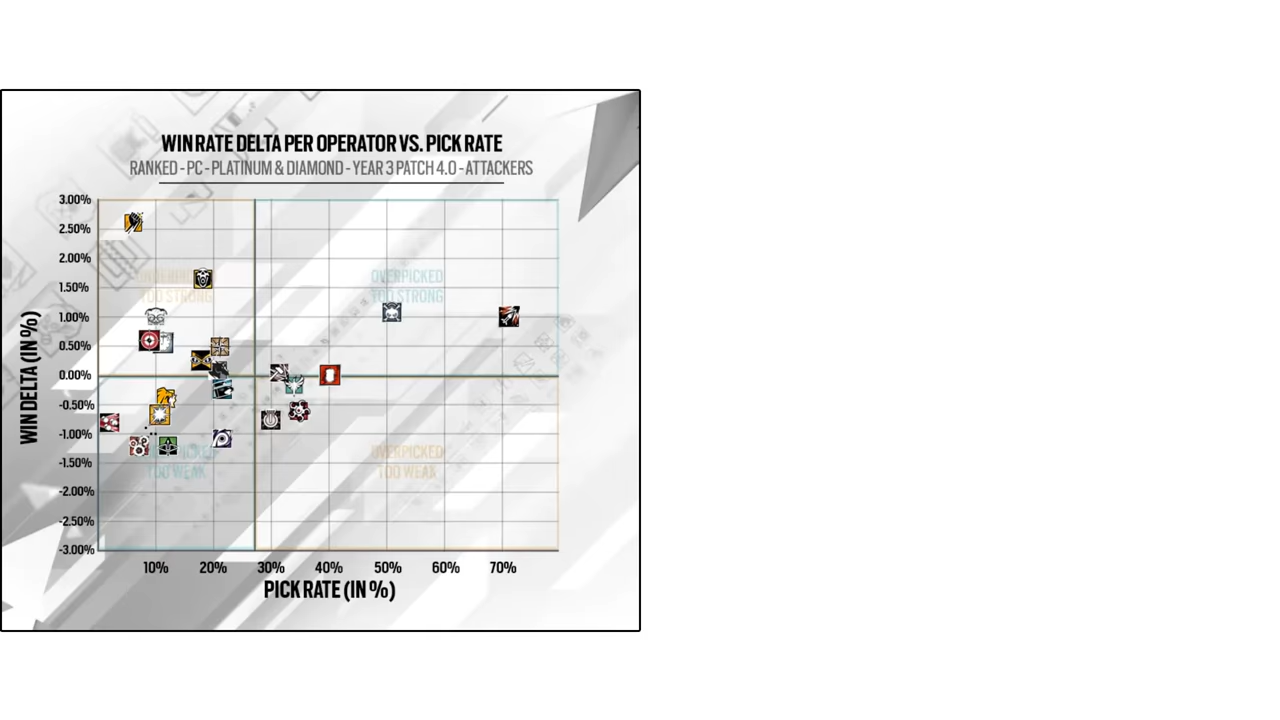 WIN RATE DELTA PER OPERATOR VS. PICK RATE
RANKED - PC - PLATINUM & DIAMOND - YEAR 3 PATCH 4.0 - ATTACKERS
3.00%
2.50%
2.00%
1.50%
1.00%
0.50%
0.00%
-0.50%
-1.00%
-1.50%
-2.00%
-2.50%
-3.00%
WIN DELTA (IN %)
TOO STRONG
OVERPICKED
TOO STRONG
TOO WEAK
OVERPICKED
TOO WEAK
10%
20%
30%
40%
50%
60%
70%
PICK RATE (IN %)